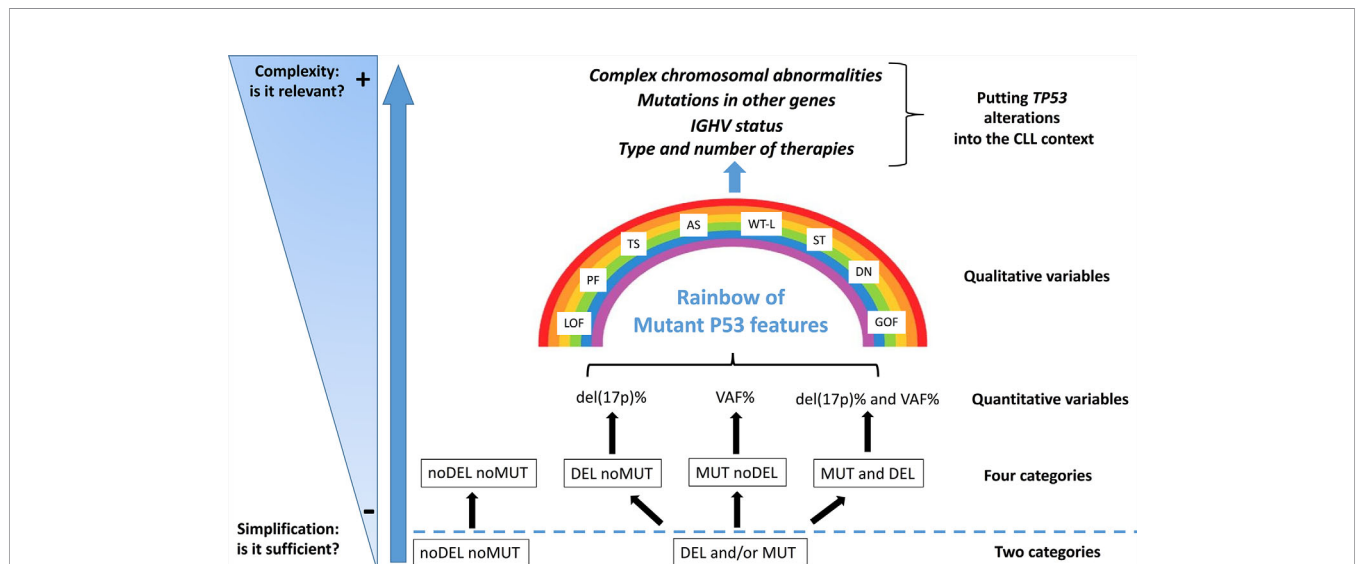 Complexity:
is it relevant?
+
Complex chromosomal abnormalities
Mutations in other genes
IGHV status
Type and number of therapies
Putting TP53
alterations
into the CLL context
LOF
PF
TS
AS
WT-L
ST
DN
GOF
Rainbow of
Mutant P53 features
Qualitative variables
del(17p)%
VAF%
del(17p)% and VAF%
Quantitative variables
noDEL noMUT
DEL noMUT
MUT noDEL
MUT and DEL
Four categories
-
Simplification:
is it sufficient?
noDEL noMUT
DEL and/or MUT
Two categories